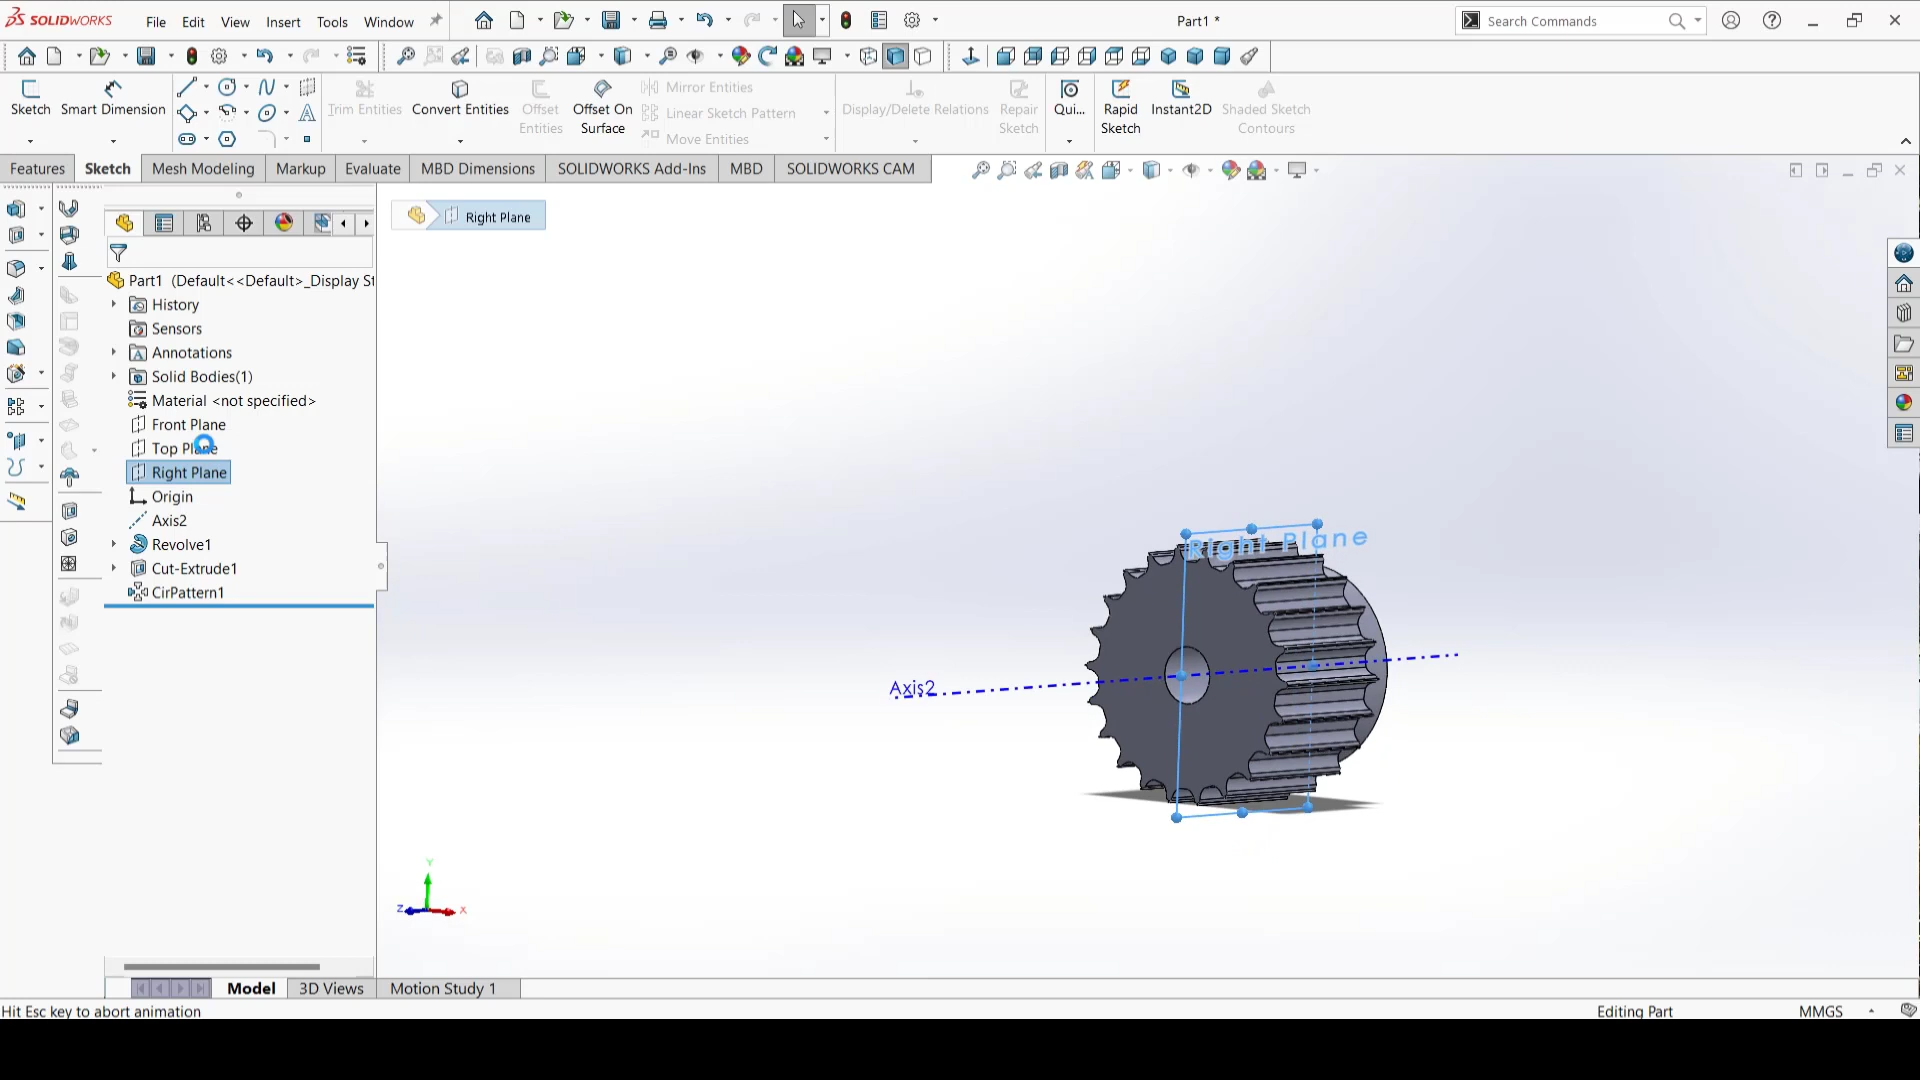 SOLIDWORKS File Edit View Insert Tools Window Part1 * Search Commands
Sketch Smart Dimension Trim Entities Convert Entities Offset Entities Offset On Surface Mirror Entities Linear Sketch Pattern Move Entities Display/Delete Relations Repair Sketch Qui... Rapid Sketch Instant2D Shaded Sketch Contours
Features Sketch Mesh Modeling Markup Evaluate MBD Dimensions SOLIDWORKS Add-Ins MBD SOLIDWORKS CAM
Right Plane
Part1 (Default<<Default>_Display St
History
Sensors
Annotations
Solid Bodies(1)
Material <not specified>
Front Plane
Top Plane
Right Plane
Origin
Axis2
Revolve1
Cut-Extrude1
CirPattern1
Right Plane
Axis2
Y
Z X
Model 3D Views Motion Study 1
Hit Esc key to abort animation Editing Part MMGS